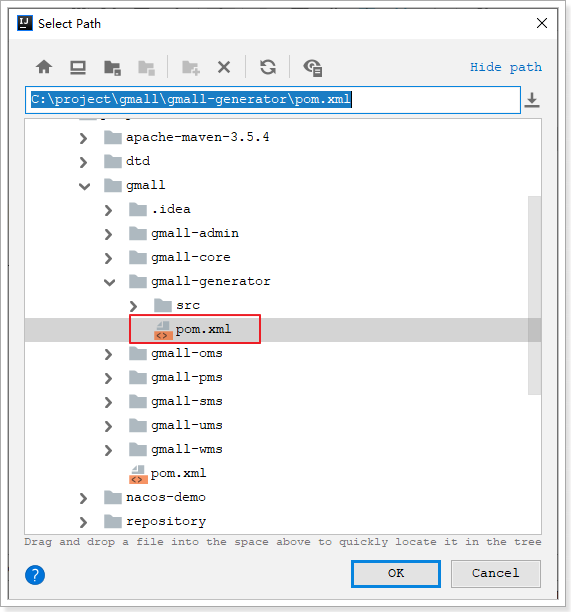 Select Path
Hide path
C:\project\gmall\gmall-generator\pom.xml
apache-maven-3.5.4
dtd
gmall
.idea
gmall-admin
gmall-core
gmall-generator
src
pom.xml
gmall-oms
gmall-pms
gmall-sms
gmall-ums
gmall-wms
pom.xml
nacos-demo
repository
Drag and drop a file into the space above to quickly locate it in the tree
OK Cancel